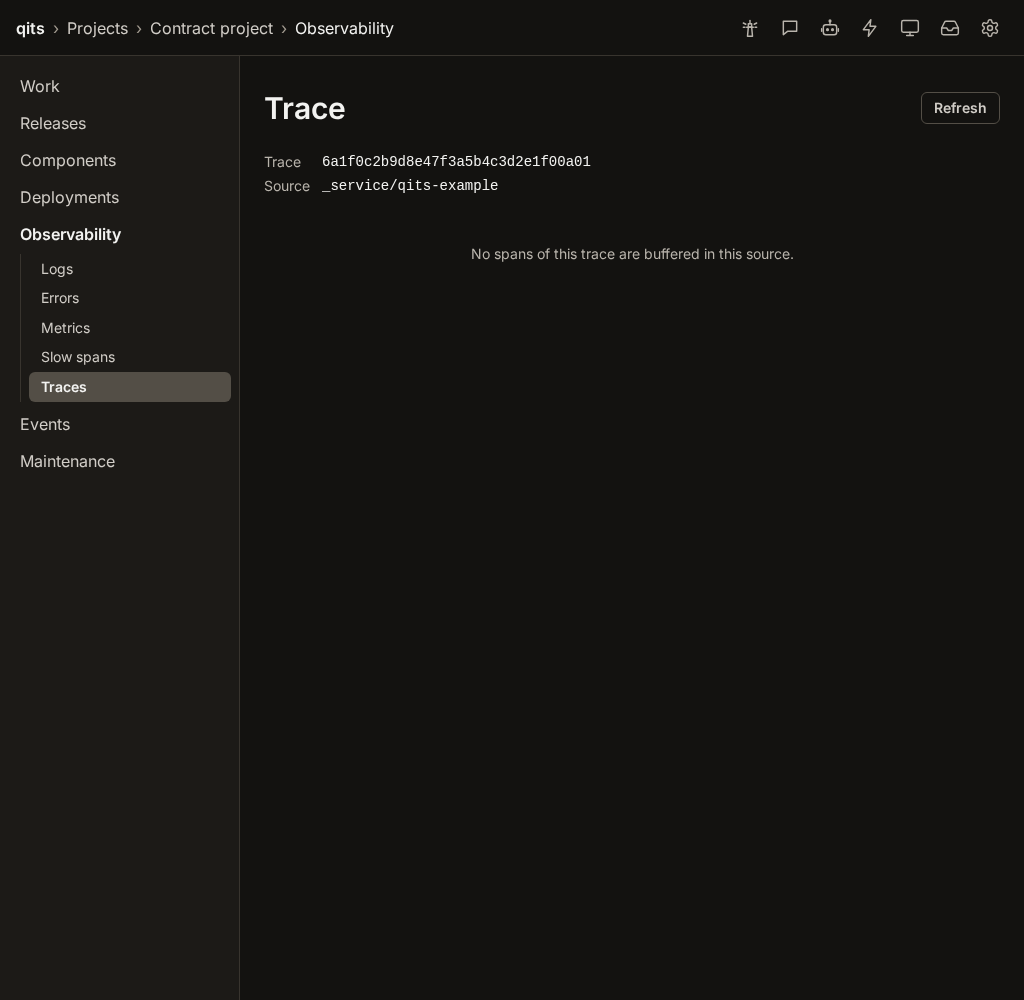 qits › Projects › Contract project › Observability
Work
Releases
Components
Deployments
Observability
Logs
Errors
Metrics
Slow spans
Traces
Events
Maintenance
Trace
Refresh
Trace 6a1f0c2b9d8e47f3a5b4c3d2e1f00a01
Source _service/qits-example
No spans of this trace are buffered in this source.